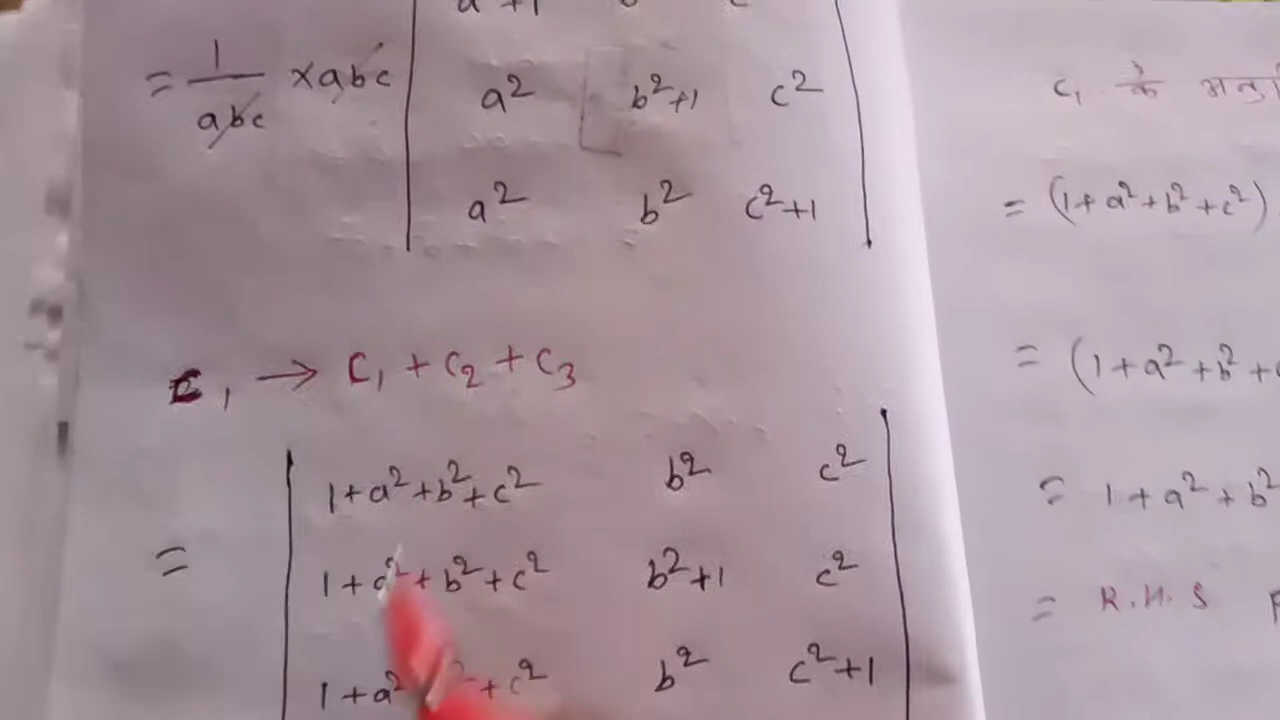 = 1/abc × abc | a² b²+1 c² |
a² b² c²+1
C₁ → C₁ + C₂ + C₃
= | 1+a²+b²+c² b² c² |
1+a²+b²+c² b²+1 c²
1+a² +c² b² c²+1
C₁ के
= (1+a²+b²+c²)
= (1+a²+b²+
= 1+a²+b²
= R.H.S